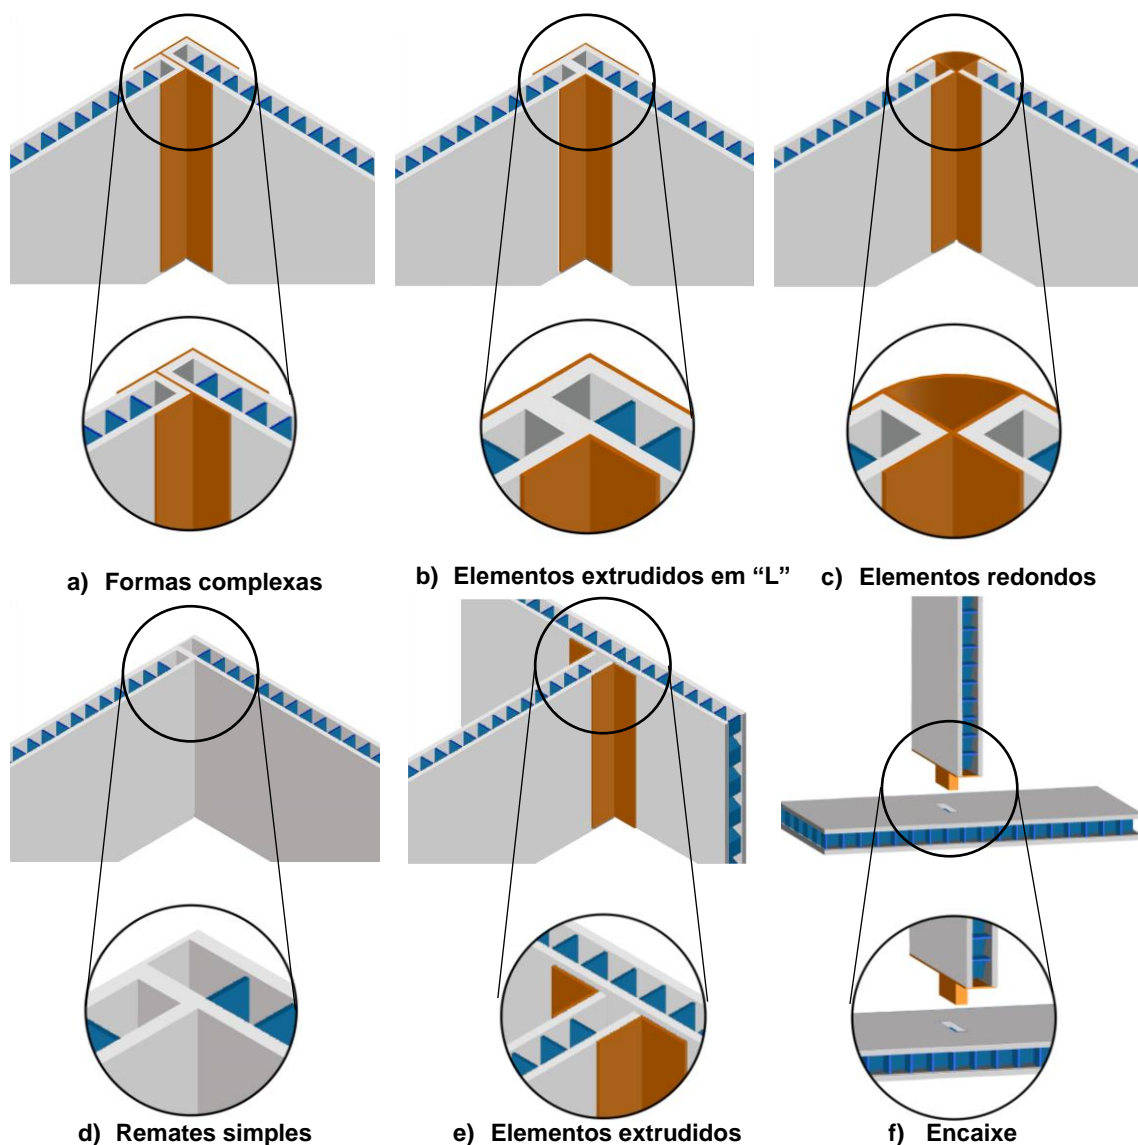 a) Formas complexas
b) Elementos extrudidos em “L”
c) Elementos redondos
d) Remates simples
e) Elementos extrudidos
f) Encaixe